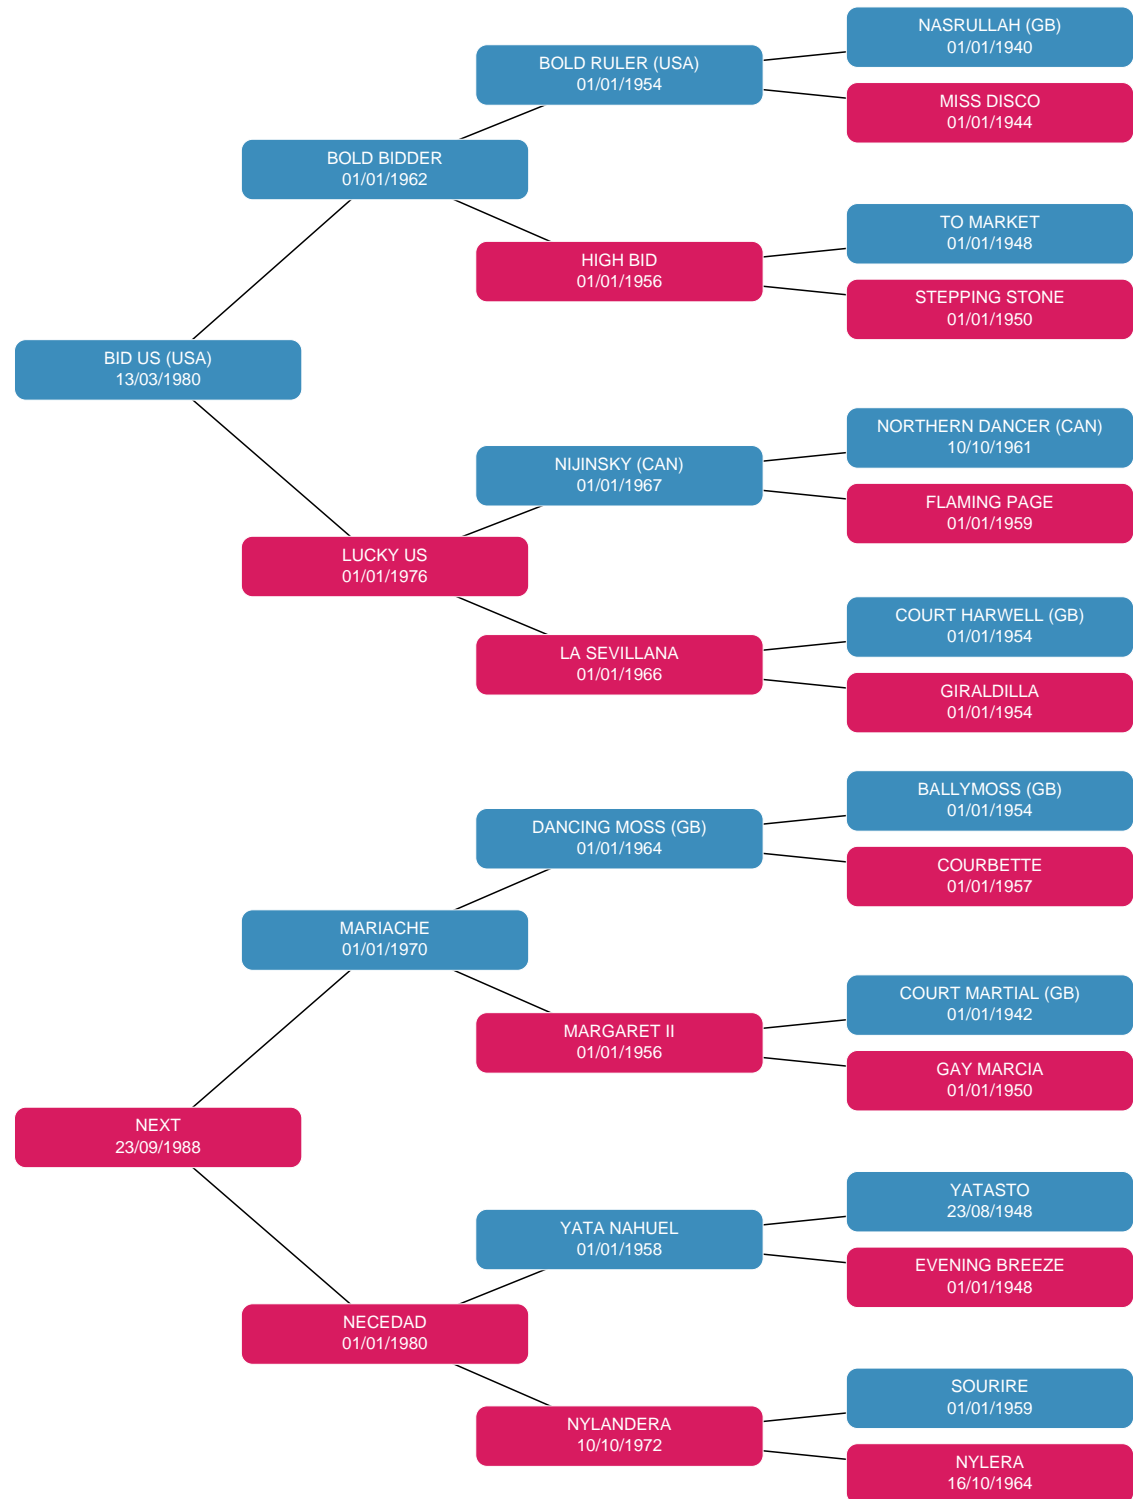 NASRULLAH (GB)
01/01/1940
BOLD RULER (USA)
01/01/1954
MISS DISCO
01/01/1944
BOLD BIDDER
01/01/1962
TO MARKET
01/01/1948
HIGH BID
01/01/1956
STEPPING STONE
01/01/1950
BID US (USA)
13/03/1980
NORTHERN DANCER (CAN)
10/10/1961
NIJINSKY (CAN)
01/01/1967
FLAMING PAGE
01/01/1959
LUCKY US
01/01/1976
COURT HARWELL (GB)
01/01/1954
LA SEVILLANA
01/01/1966
GIRALDILLA
01/01/1954
BALLYMOSS (GB)
01/01/1954
DANCING MOSS (GB)
01/01/1964
COURBETTE
01/01/1957
MARIACHE
01/01/1970
COURT MARTIAL (GB)
01/01/1942
MARGARET II
01/01/1956
GAY MARCIA
01/01/1950
NEXT
23/09/1988
YATASTO
23/08/1948
YATA NAHUEL
01/01/1958
EVENING BREEZE
01/01/1948
NECEDAD
01/01/1980
SOURIRE
01/01/1959
NYLANDERA
10/10/1972
NYLERA
16/10/1964